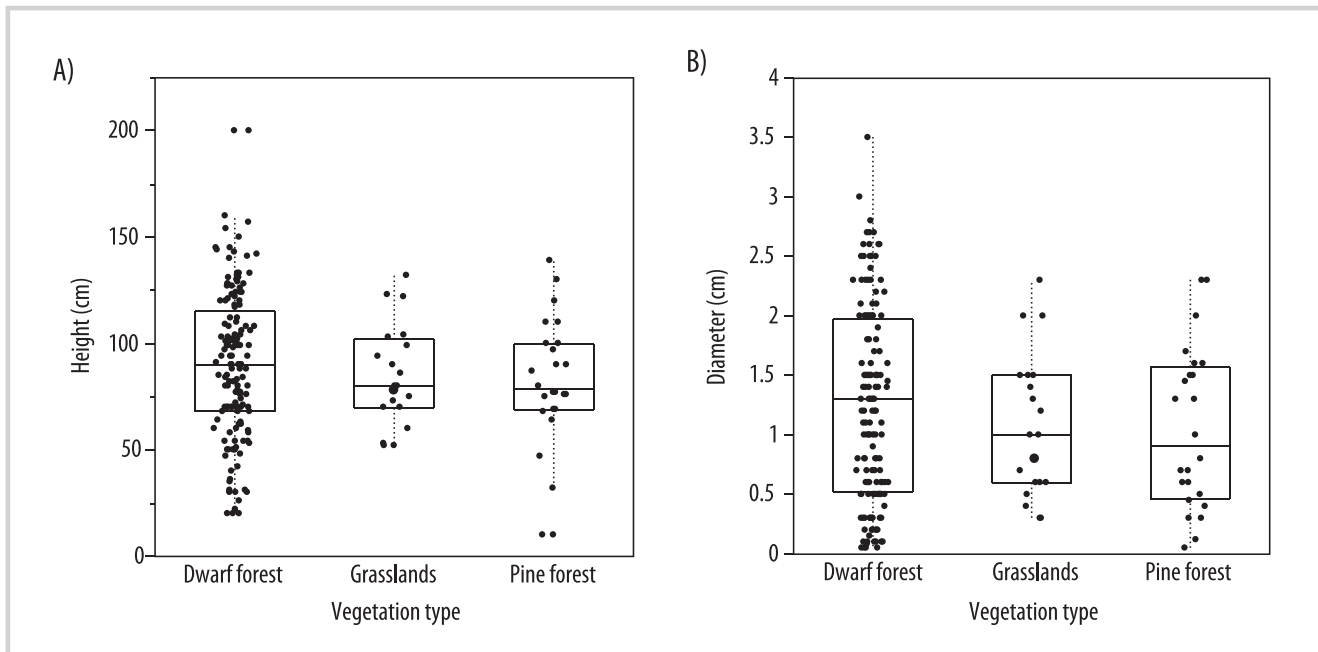 A)
Height (cm)
200
150
100
50
0
Dwarf forest Grasslands Pine forest
Vegetation type
B)
Diameter (cm)
4
3.5
3
2.5
2
1.5
1
0.5
0
Dwarf forest Grasslands Pine forest
Vegetation type